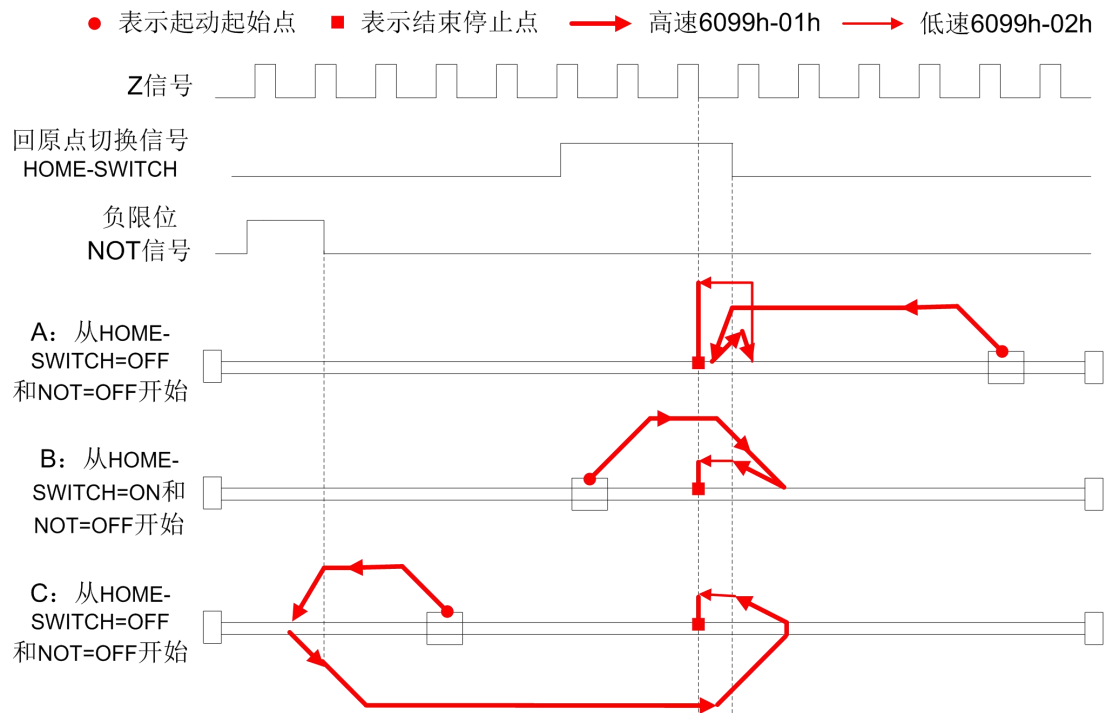 表示起动起始点 表示结束停止点 高速6099h-01h 低速6099h-02h
Z信号
回原点切换信号
HOME-SWITCH
负限位
NOT信号
A：从HOME-
SWITCH=OFF
和NOT=OFF开始
B：从HOME-
SWITCH=ON和
NOT=OFF开始
C：从HOME-
SWITCH=OFF
和NOT=OFF开始